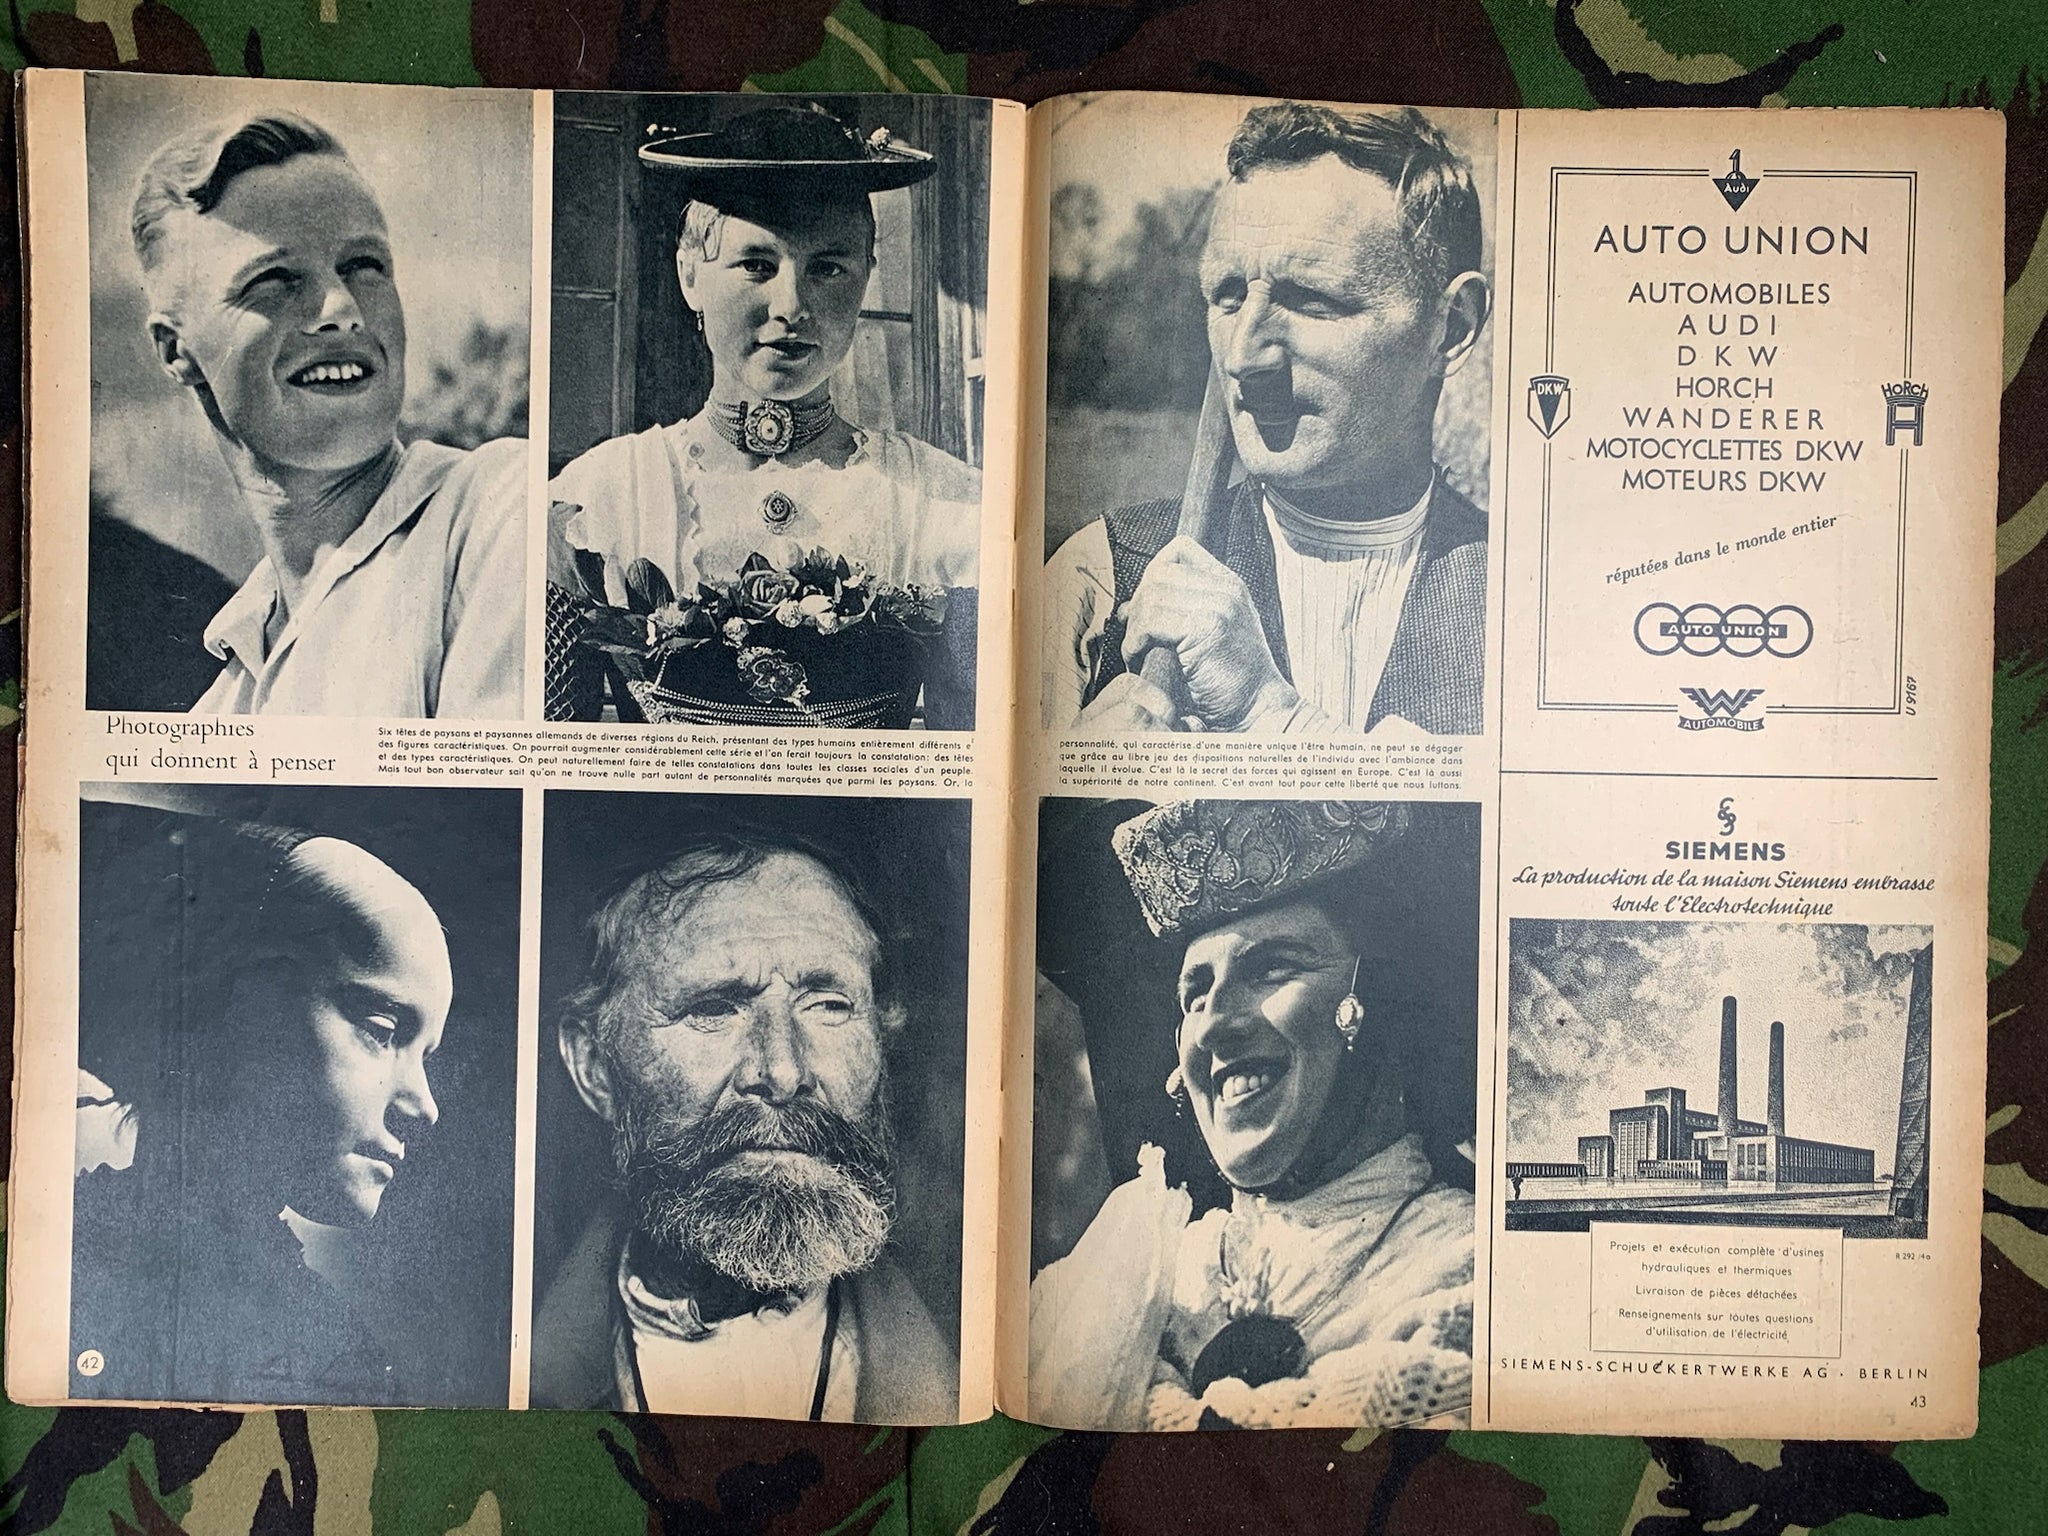 Photographies
qui donnent à penser
Six têtes de paysans et paysannes allemands de diverses régions du Reich, présentant des types humains entièrement différents e'
des figures caractéristiques. On pourrait augmenter considérablement cette série et l'on ferait toujours la constatation: des têtes
et des types caractéristiques. On peut naturellement faire de telles constatations dans toutes les classes sociales d'un peuple.
Mais tout bon observateur sait qu'on ne trouve nulle part autant de personnalités marquées que parmi les paysans. Or, la
personnalité, qui caractérise d'une manière unique l'être humain, ne peut se dégager
que grâce au libre jeu des dispositions naturelles de l'individu avec l'ambiance dans
laquelle il évolue. C'est là le secret des forces qui agissent en Europe. C'est là aussi
la supériorité de notre continent. C'est avant tout pour cette liberté que nous luttons.
42
1
Audi
AUTO UNION
AUTOMOBILES
AUDI
DKW
HORCH
WANDERER
MOTOCYCLETTES DKW
MOTEURS DKW
DKW
HORCH
réputées dans le monde entier
AUTO UNION
W
AUTOMOBILE
U 9167
SIEMENS
La production de la maison Siemens embrasse
toute l'Electrotechnique
Projets et exécution complète d'usines
hydrauliques et thermiques
Livraison de pièces détachées
Renseignements sur toutes questions
d'utilisation de l'électricité
R 292/4a
SIEMENS-SCHUCKERTWERKE AG · BERLIN
43